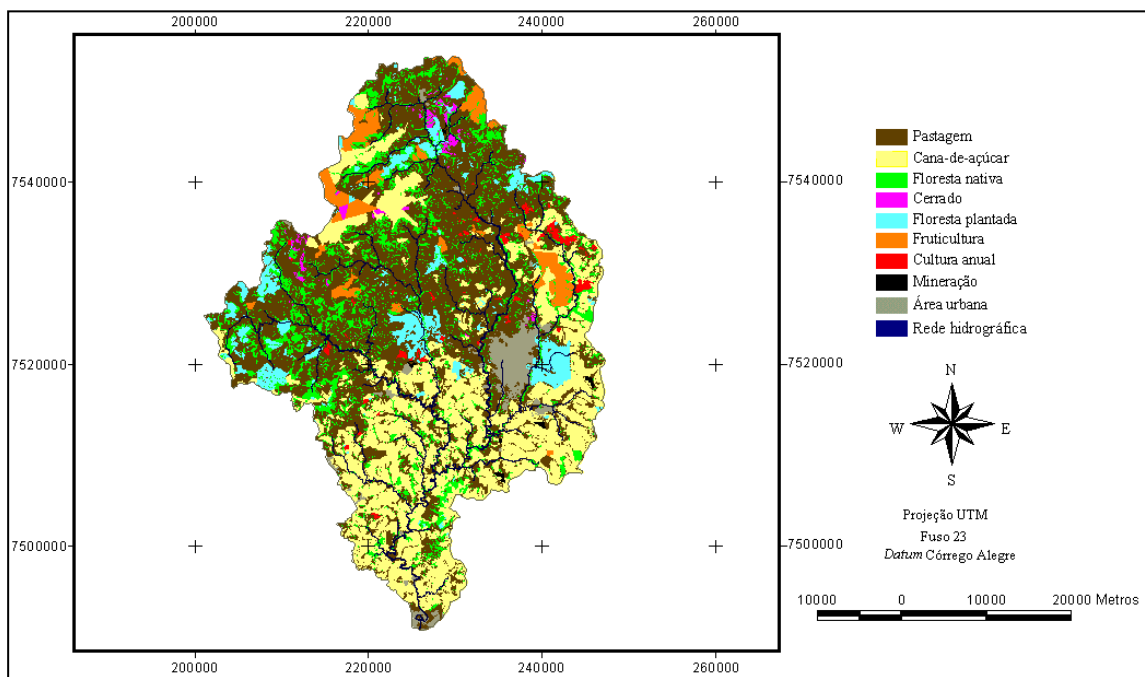 200000 220000 240000 260000
7540000 7540000
7520000 7520000
7500000 7500000
200000 220000 240000 260000
Pastagem
Cana-de-açúcar
Floresta nativa
Cerrado
Floresta plantada
Fruticultura
Cultura anual
Mineração
Área urbana
Rede hidrográfica
N
W E
S
Projeção UTM
Fuso 23
Datum Córrego Alegre
10000 0 10000 20000 Metros